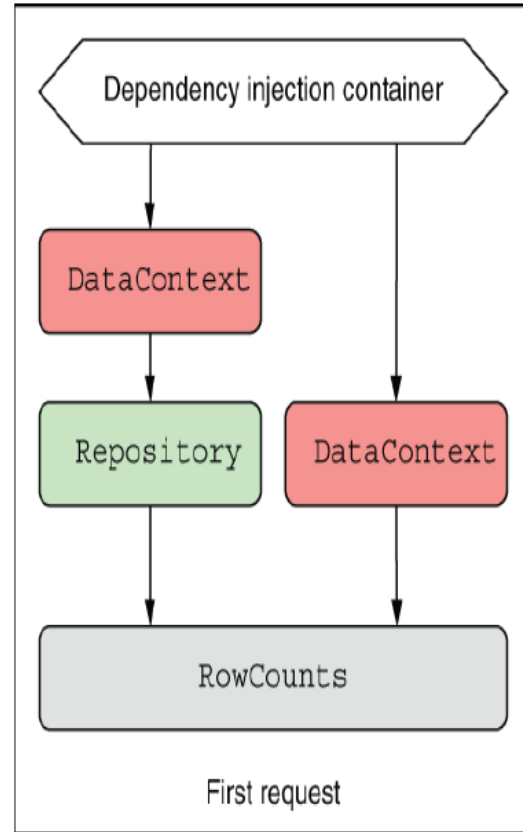 Dependency injection container
DataContext
Repository
DataContext
RowCounts
First request